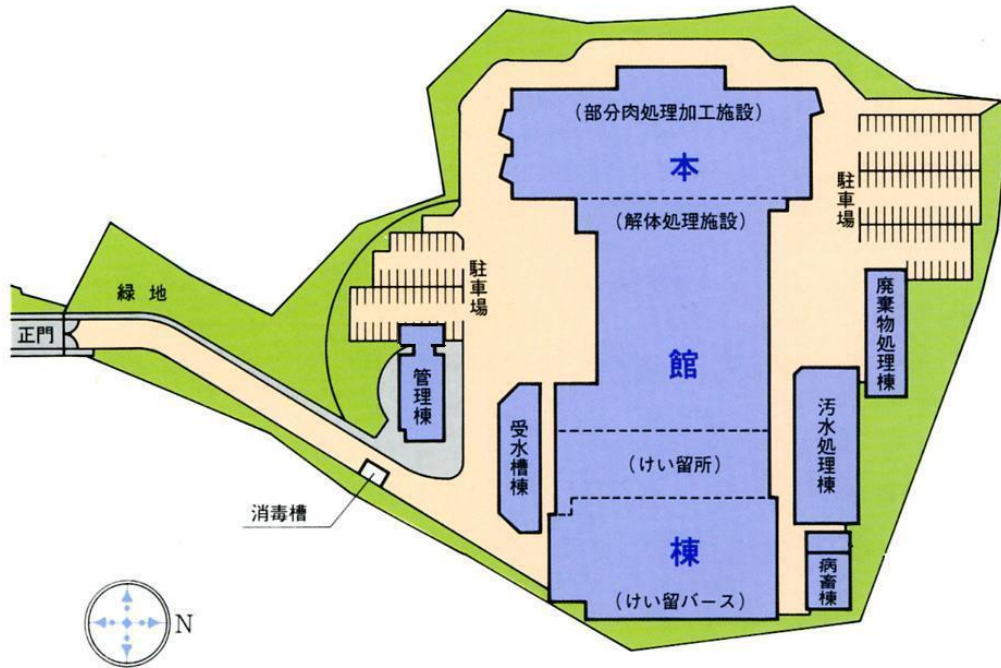 (部分肉処理加工施設)
本
(解体処理施設)
駐車場
緑地
駐車場
廃棄物処理棟
正門
館
管理棟
汚水処理棟
受水槽棟
(けい留所)
消毒槽
棟
病畜棟
(けい留バース)
N